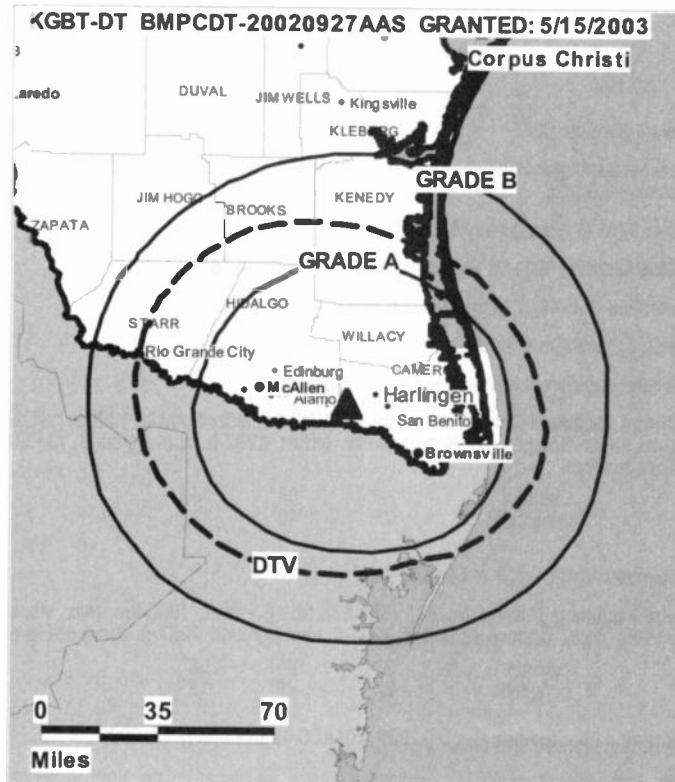 KGBT-DT BMPCDT-20020927AAS GRANTED: 5/15/2003
Corpus Christi
DUVAL
JIM WELLS
Kingsville
KLEBERG
GRADE B
JIM HOGG
KENEDY
BROOKS
ZAPATA
GRADE A
HIDALGO
STARR
WILLACY
Rio Grande City
Edinburg
CAMER
McAllen
Alamo
Harlingen
San Benito
Brownsville
DTV
0 35 70
Miles